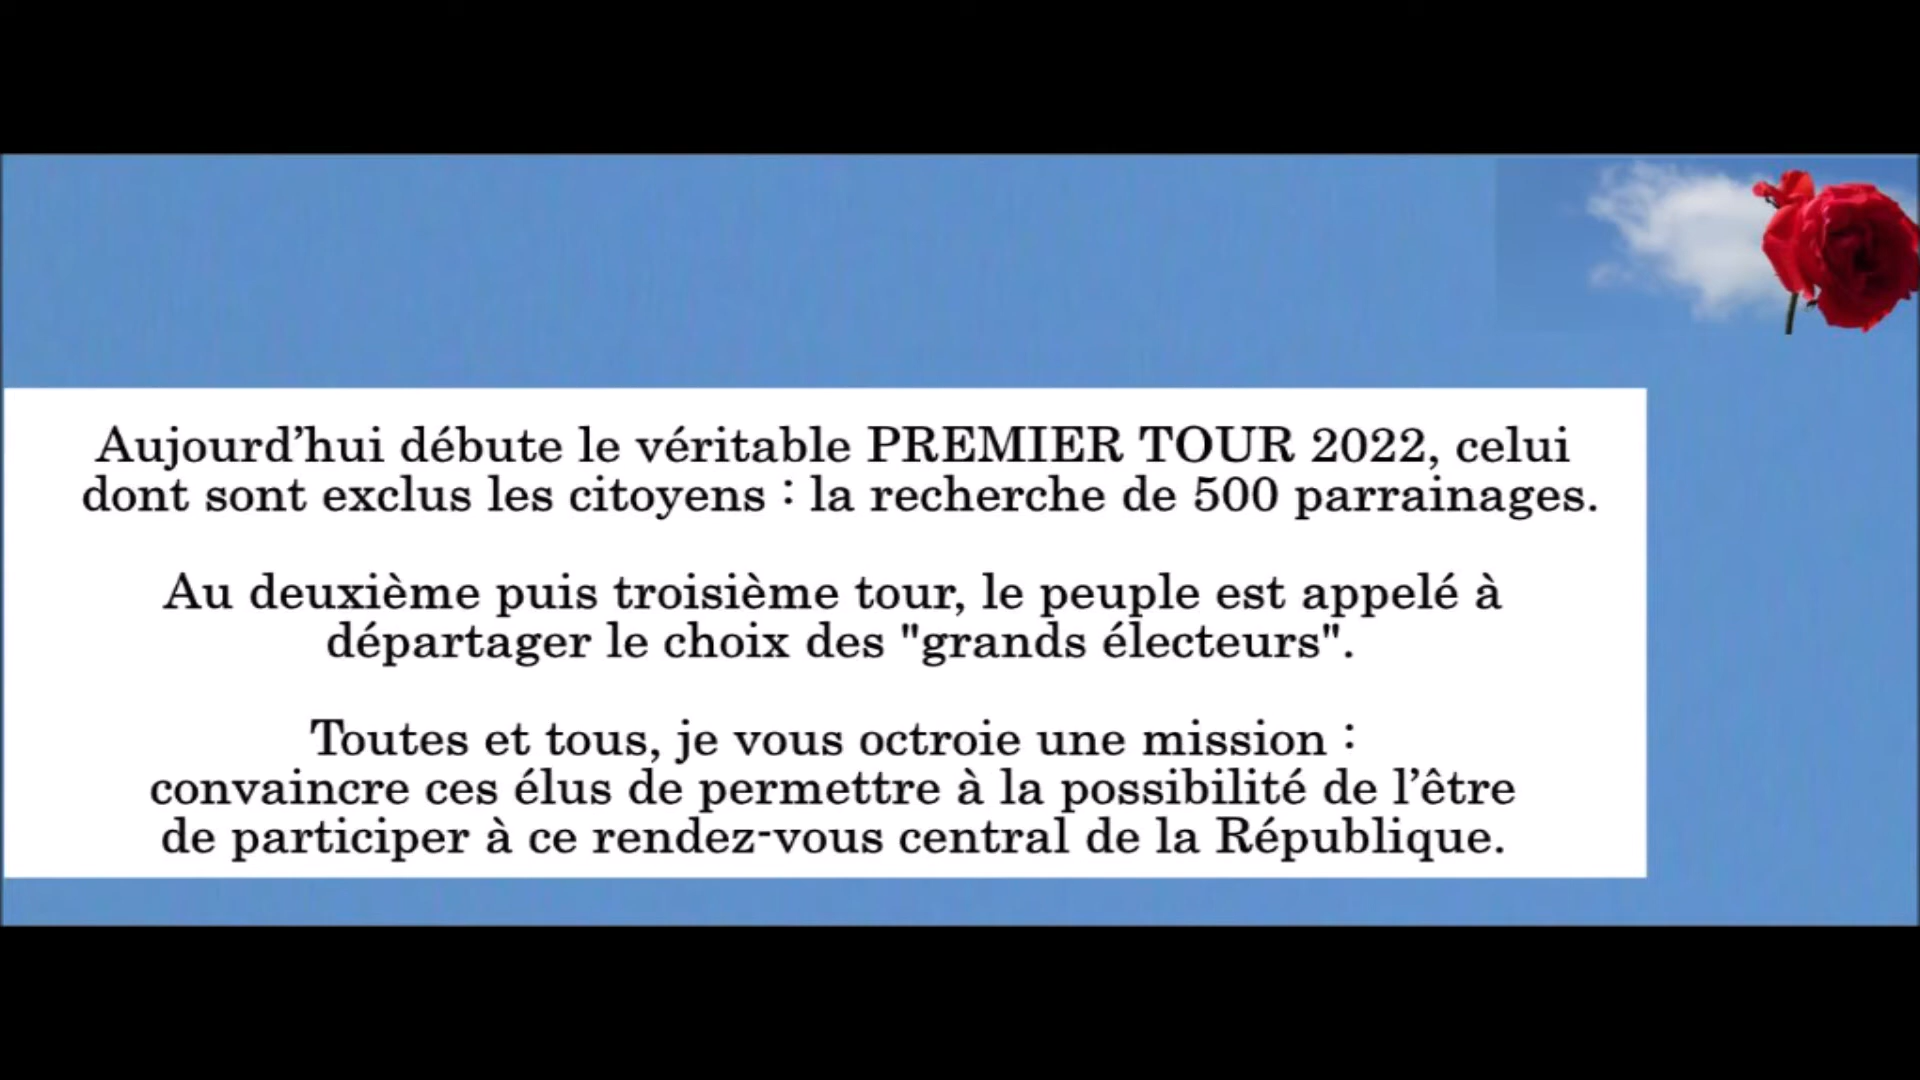 Aujourd’hui débute le véritable PREMIER TOUR 2022, celui
dont sont exclus les citoyens : la recherche de 500 parrainages.
Au deuxième puis troisième tour, le peuple est appelé à
départager le choix des "grands électeurs".
Toutes et tous, je vous octroie une mission :
convaincre ces élus de permettre à la possibilité de l’être
de participer à ce rendez-vous central de la République.